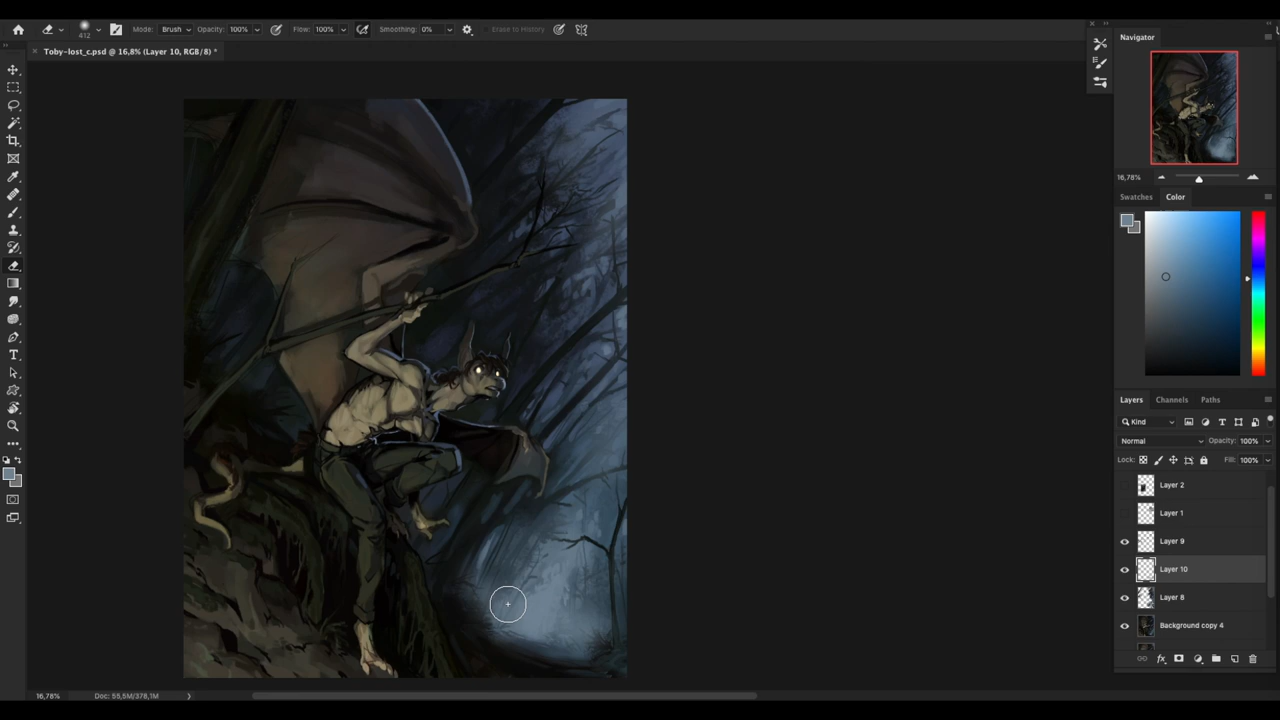 Mode: Brush Opacity: 100% Flow: 100% Smoothing: 0% Erase to History
412
Toby-lost_c.psd @ 16,8% (Layer 10, RGB/8) *
Navigator
16,78%
Swatches Color
Layers Channels Paths
Kind
Normal Opacity: 100%
Lock: Fill: 100%
Layer 2
Layer 1
Layer 9
Layer 10
Layer 8
Background copy 4
16,78% Doc: 55,5M/378,1M